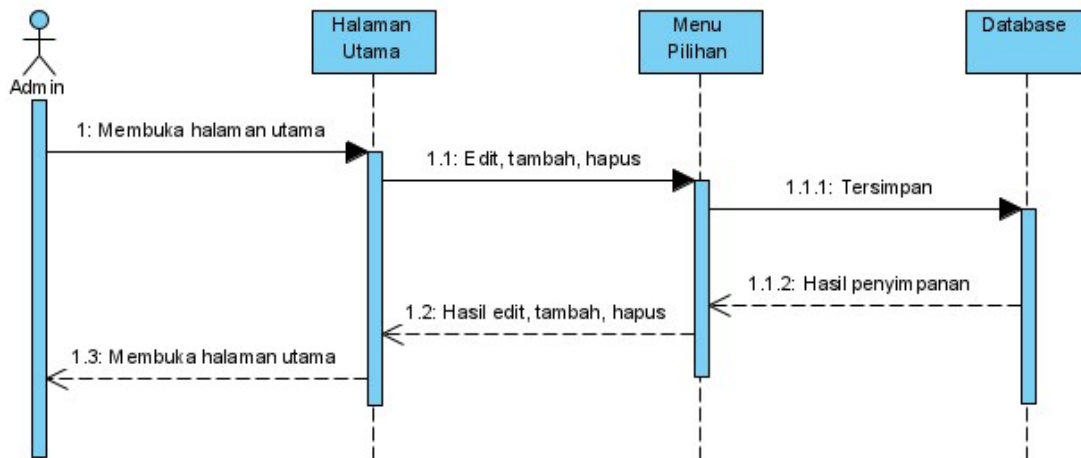 Halaman
Utama
Menu
Pilihan
Database
Admin
1: Membuka halaman utama
1.1: Edit, tambah, hapus
1.1.1: Tersimpan
1.1.2: Hasil penyimpanan
1.2: Hasil edit, tambah, hapus
1.3: Membuka halaman utama